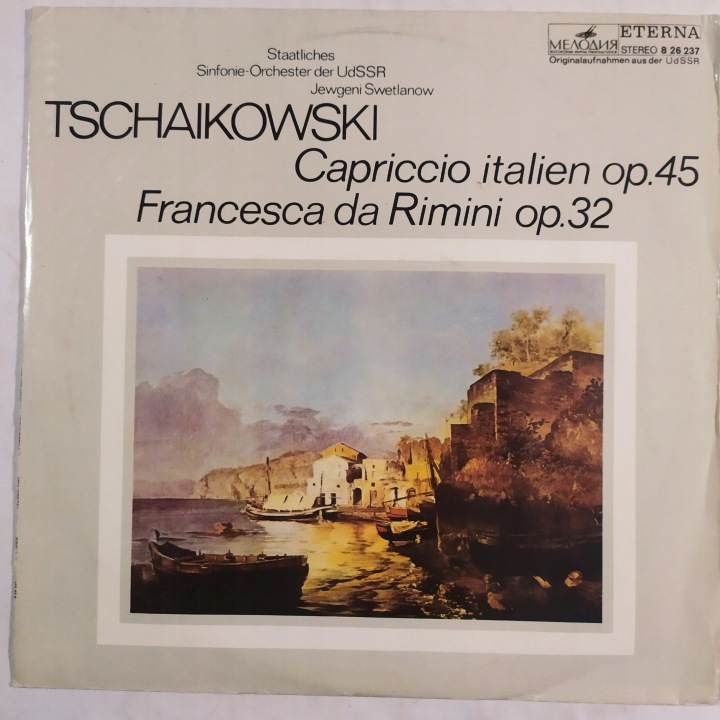 Staatliches
Sinfonie-Orchester der UdSSR
Jewgeni Swetlanow
TSCHAIKOWSKI
Capriccio italien op.45
Francesca da Rimini op.32
МЕЛОДИЯ
ETERNA
STEREO 8 26 237
Originalaufnahmen aus der UdSSR